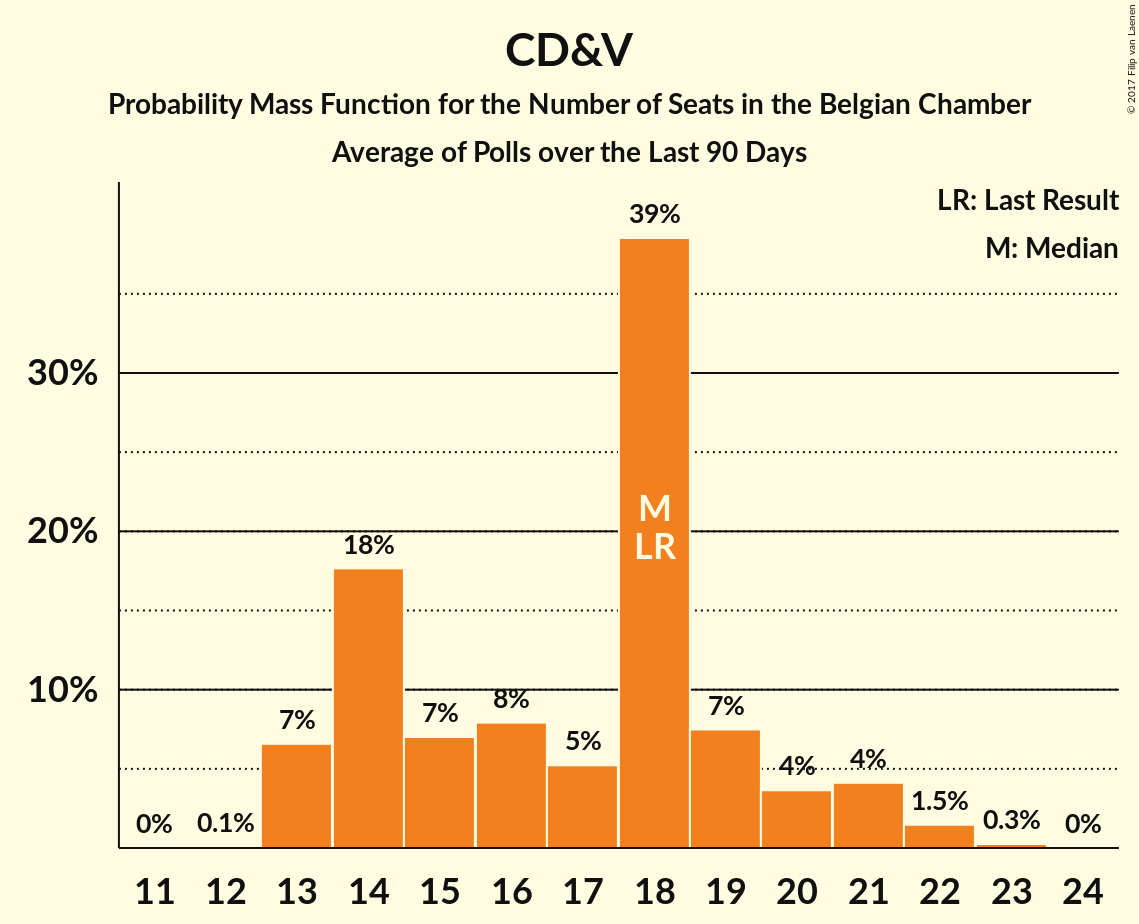 CD&V
Probability Mass Function for the Number of Seats in the Belgian Chamber
Average of Polls over the Last 90 Days
© 2017 Filip van Laenen
LR: Last Result
M: Median
39%
30%
20%
10%
M
LR
0%
0.1%
7%
18%
7%
8%
5%
7%
4%
4%
1.5%
0.3%
0%
11 12 13 14 15 16 17 18 19 20 21 22 23 24